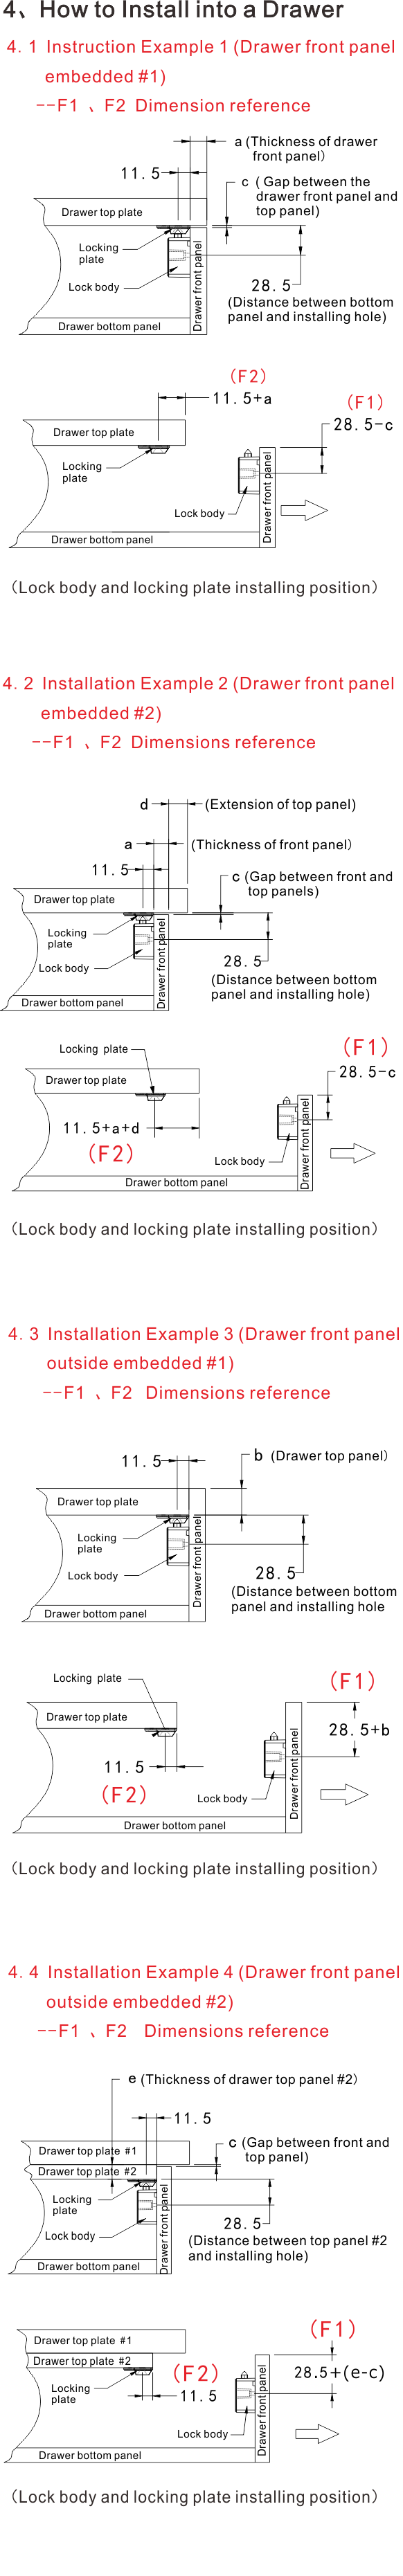 4、How to Install into a Drawer
4.1 Instruction Example 1 (Drawer front panel
embedded #1)
--F1 、F2 Dimension reference
a (Thickness of drawer
front panel)
11.5
c ( Gap between the
drawer front panel and
top panel)
Drawer top plate
Locking
plate
Lock body
Drawer front panel
28.5
(Distance between bottom
panel and installing hole)
Drawer bottom panel
(F2)
11.5+a
(F1)
28.5-c
Drawer top plate
Locking
plate
Lock body
Drawer front panel
Drawer bottom panel
(Lock body and locking plate installing position)
4.2 Installation Example 2 (Drawer front panel
embedded #2)
--F1 、F2 Dimensions reference
d (Extension of top panel)
a (Thickness of front panel)
11.5
c (Gap between front and
top panels)
Drawer top plate
Locking
plate
Lock body
Drawer front panel
28.5
(Distance between bottom
panel and installing hole)
Drawer bottom panel
Locking plate
(F1)
28.5-c
Drawer top plate
11.5+a+d
(F2)
Lock body
Drawer front panel
Drawer bottom panel
(Lock body and locking plate installing position)
4.3 Installation Example 3 (Drawer front panel
outside embedded #1)
--F1 、F2 Dimensions reference
11.5
b (Drawer top panel)
Drawer top plate
Locking
plate
Lock body
Drawer front panel
28.5
(Distance between bottom
panel and installing hole
Drawer bottom panel
Locking plate
(F1)
Drawer top plate
28.5+b
11.5
(F2)
Lock body
Drawer front panel
Drawer bottom panel
(Lock body and locking plate installing position)
4.4 Installation Example 4 (Drawer front panel
outside embedded #2)
--F1 、F2 Dimensions reference
e (Thickness of drawer top panel #2)
11.5
c (Gap between front and
top panel)
Drawer top plate #1
Drawer top plate #2
Locking
plate
Lock body
Drawer front panel
28.5
(Distance between top panel #2
and installing hole)
Drawer bottom panel
(F1)
Drawer top plate #1
Drawer top plate #2
(F2)
28.5+(e-c)
Locking
plate
11.5
Lock body
Drawer front panel
Drawer bottom panel
(Lock body and locking plate installing position)